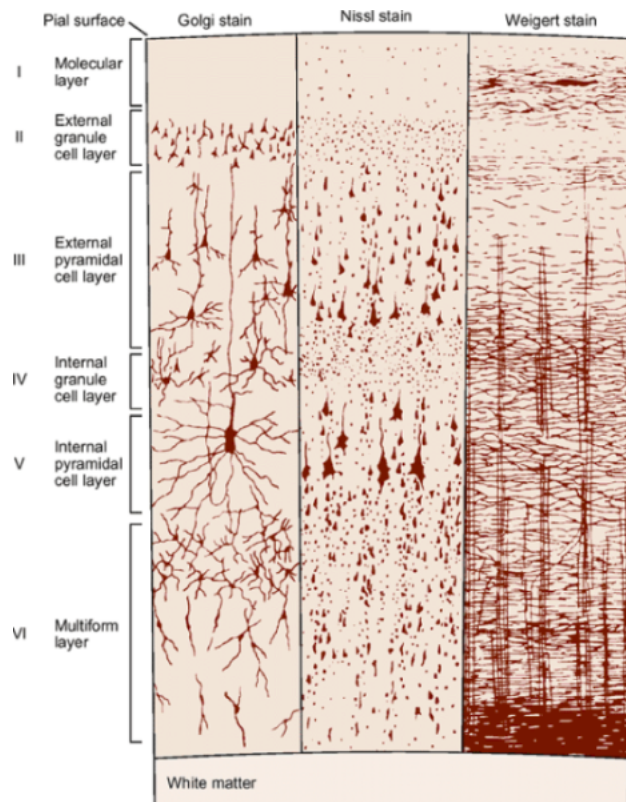 Pial surface
Golgi stain
Nissl stain
Weigert stain
I
Molecular
layer
II
External
granule
cell layer
III
External
pyramidal
cell layer
IV
Internal
granule
cell layer
V
Internal
pyramidal
cell layer
VI
Multiform
layer
White matter